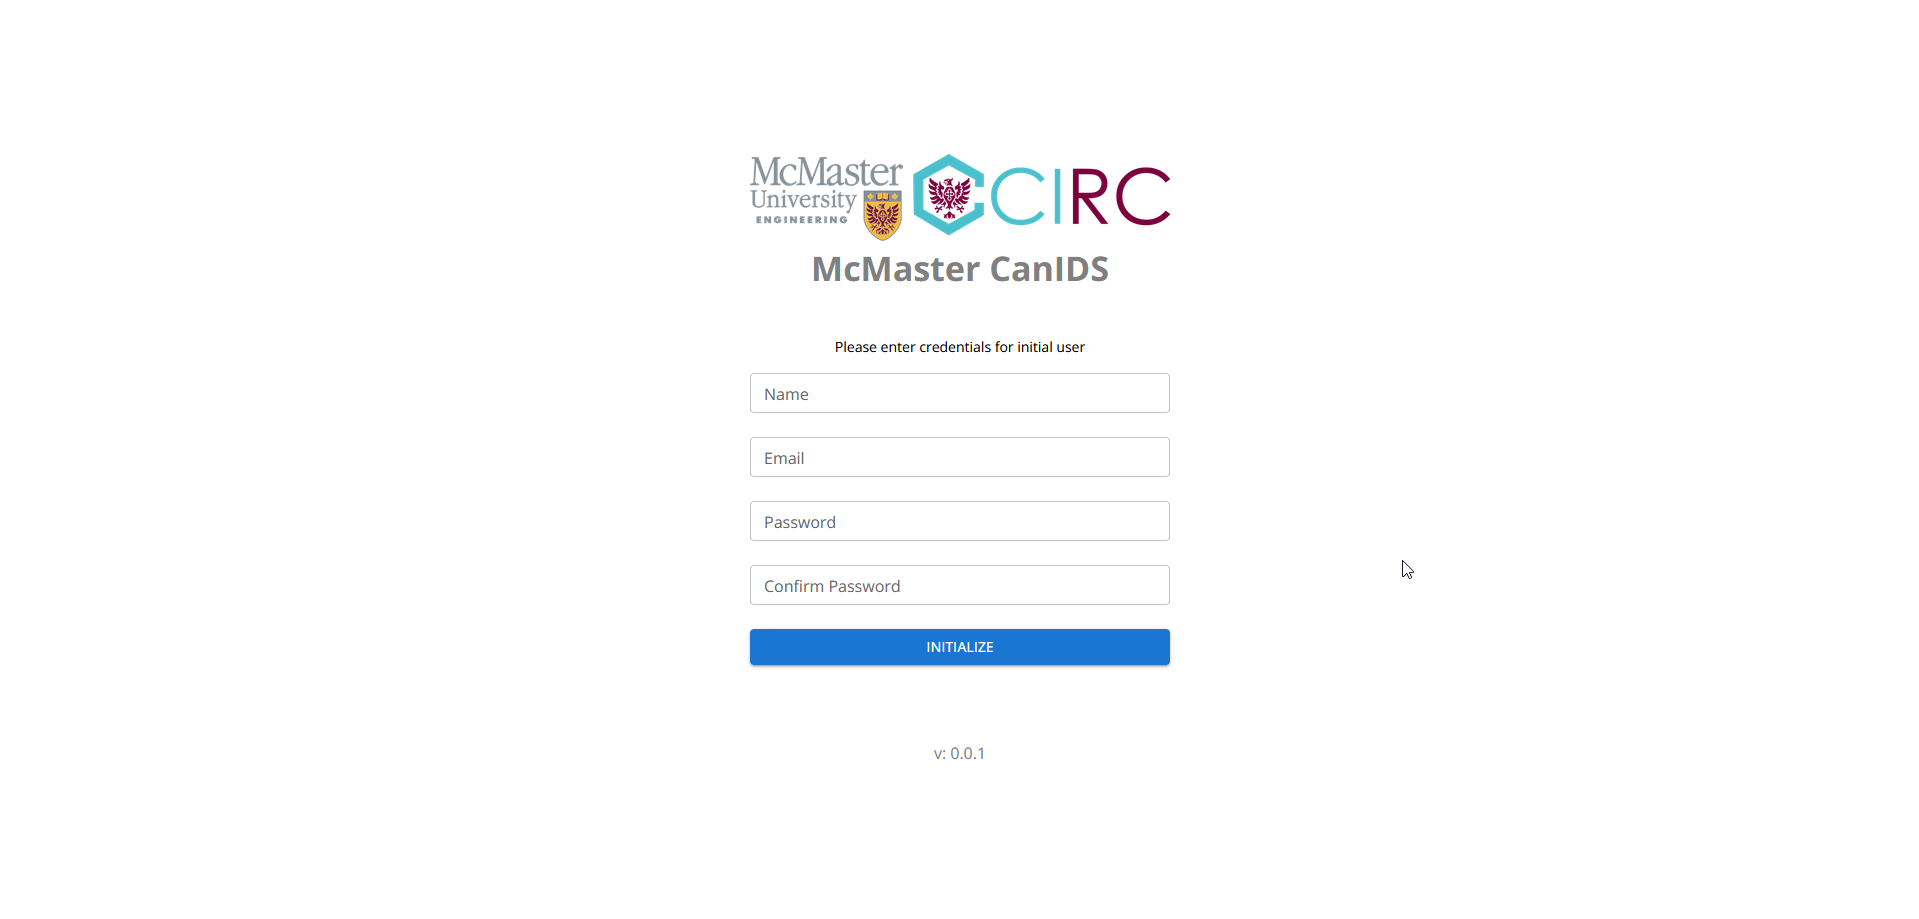 McMaster
University
ENGINEERING
CIRC
McMaster CanIDS
Please enter credentials for initial user
Name
Email
Password
Confirm Password
INITIALIZE
v: 0.0.1